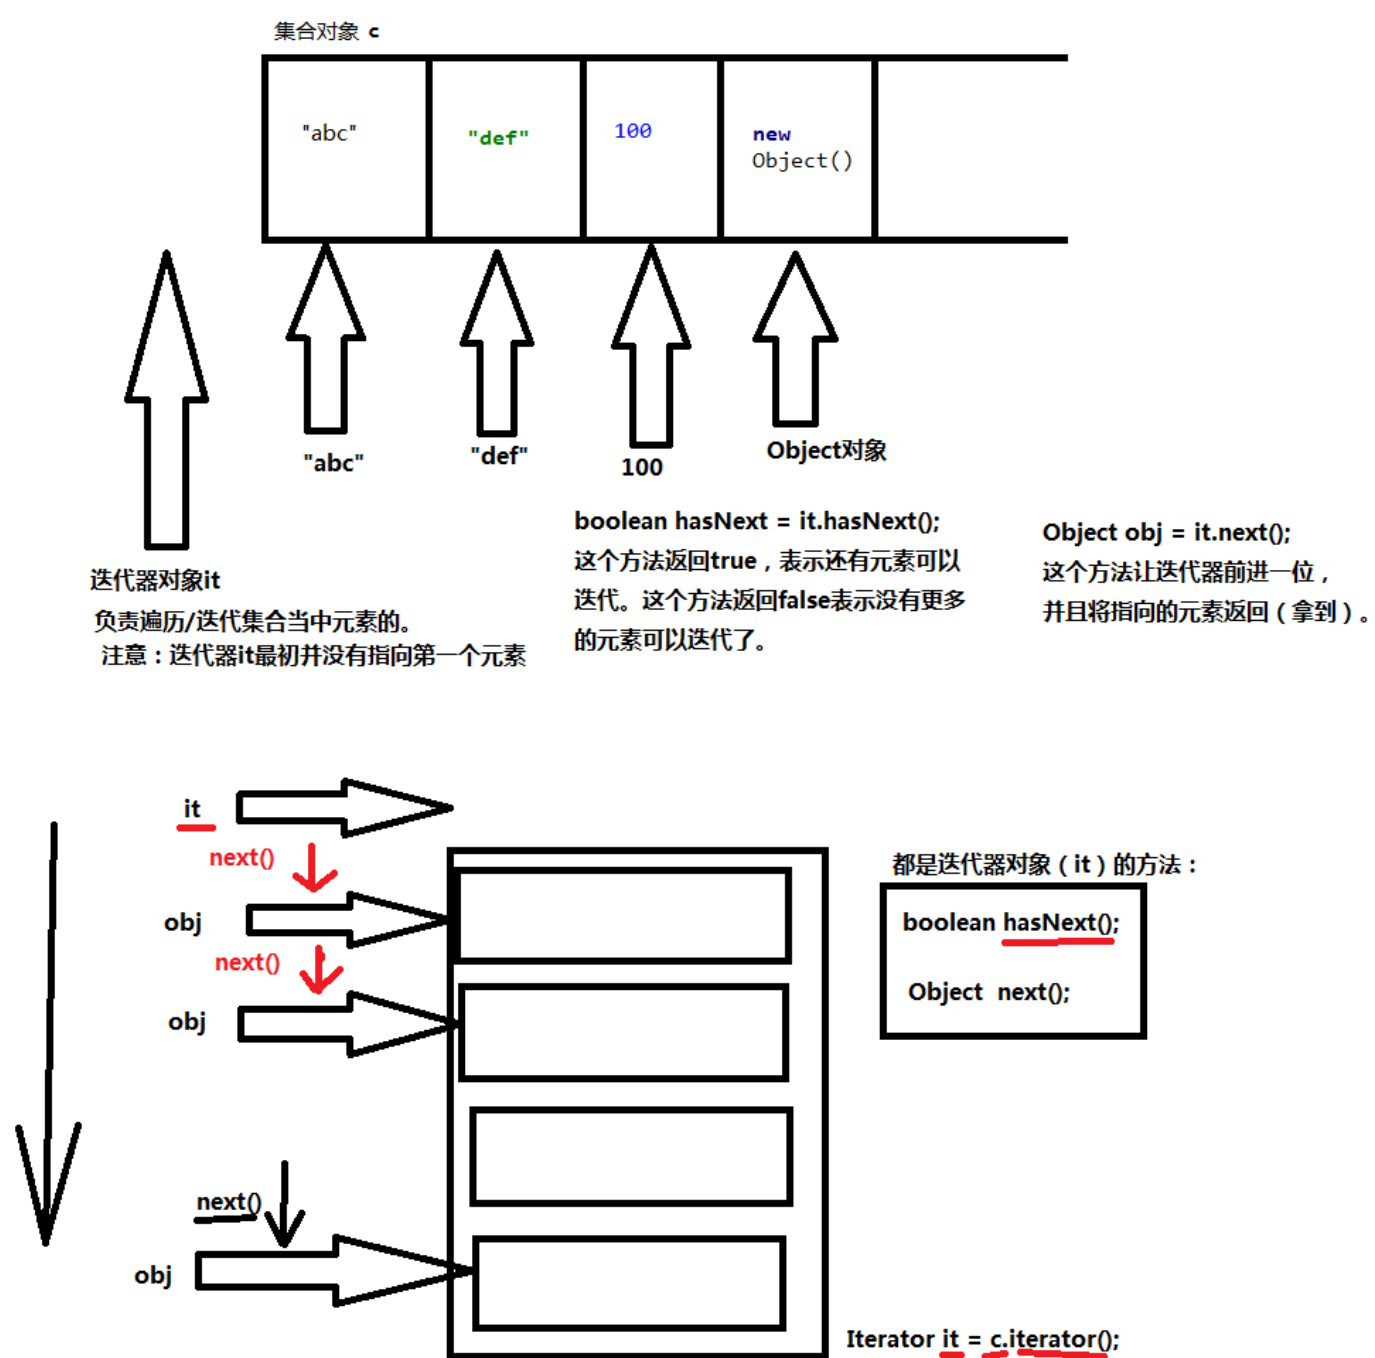 集合对象 c
"abc"
"def"
100
new
Object()
"abc"
"def"
100
Object对象
迭代器对象it
负责遍历/迭代集合当中元素的。
注意：迭代器it最初并没有指向第一个元素
boolean hasNext = it.hasNext();
这个方法返回true，表示还有元素可以
迭代。这个方法返回false表示没有更多
的元素可以迭代了。
Object obj = it.next();
这个方法让迭代器前进一位，
并且将指向的元素返回（拿到）。
it
next()
obj
next()
obj
next()
obj
都是迭代器对象（it）的方法：
boolean hasNext();
Object next();
Iterator it = c.iterator();